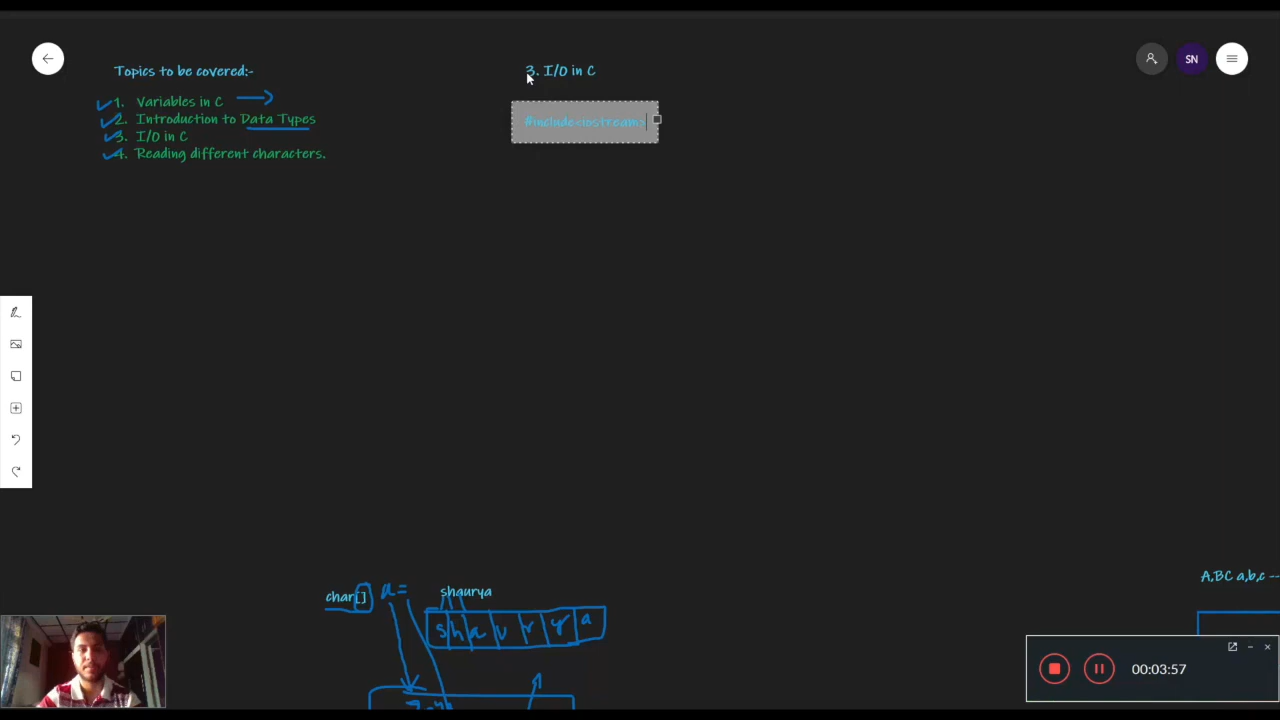 Topics to be covered:-
1. Variables in C
2. Introduction to Data Types
3. I/O in C
4. Reading different characters.
3. I/O in C
#include<iostream>
SN
char[] a=
shaurya
s h a u r y a
A,BC a,b,c --
00:03:57